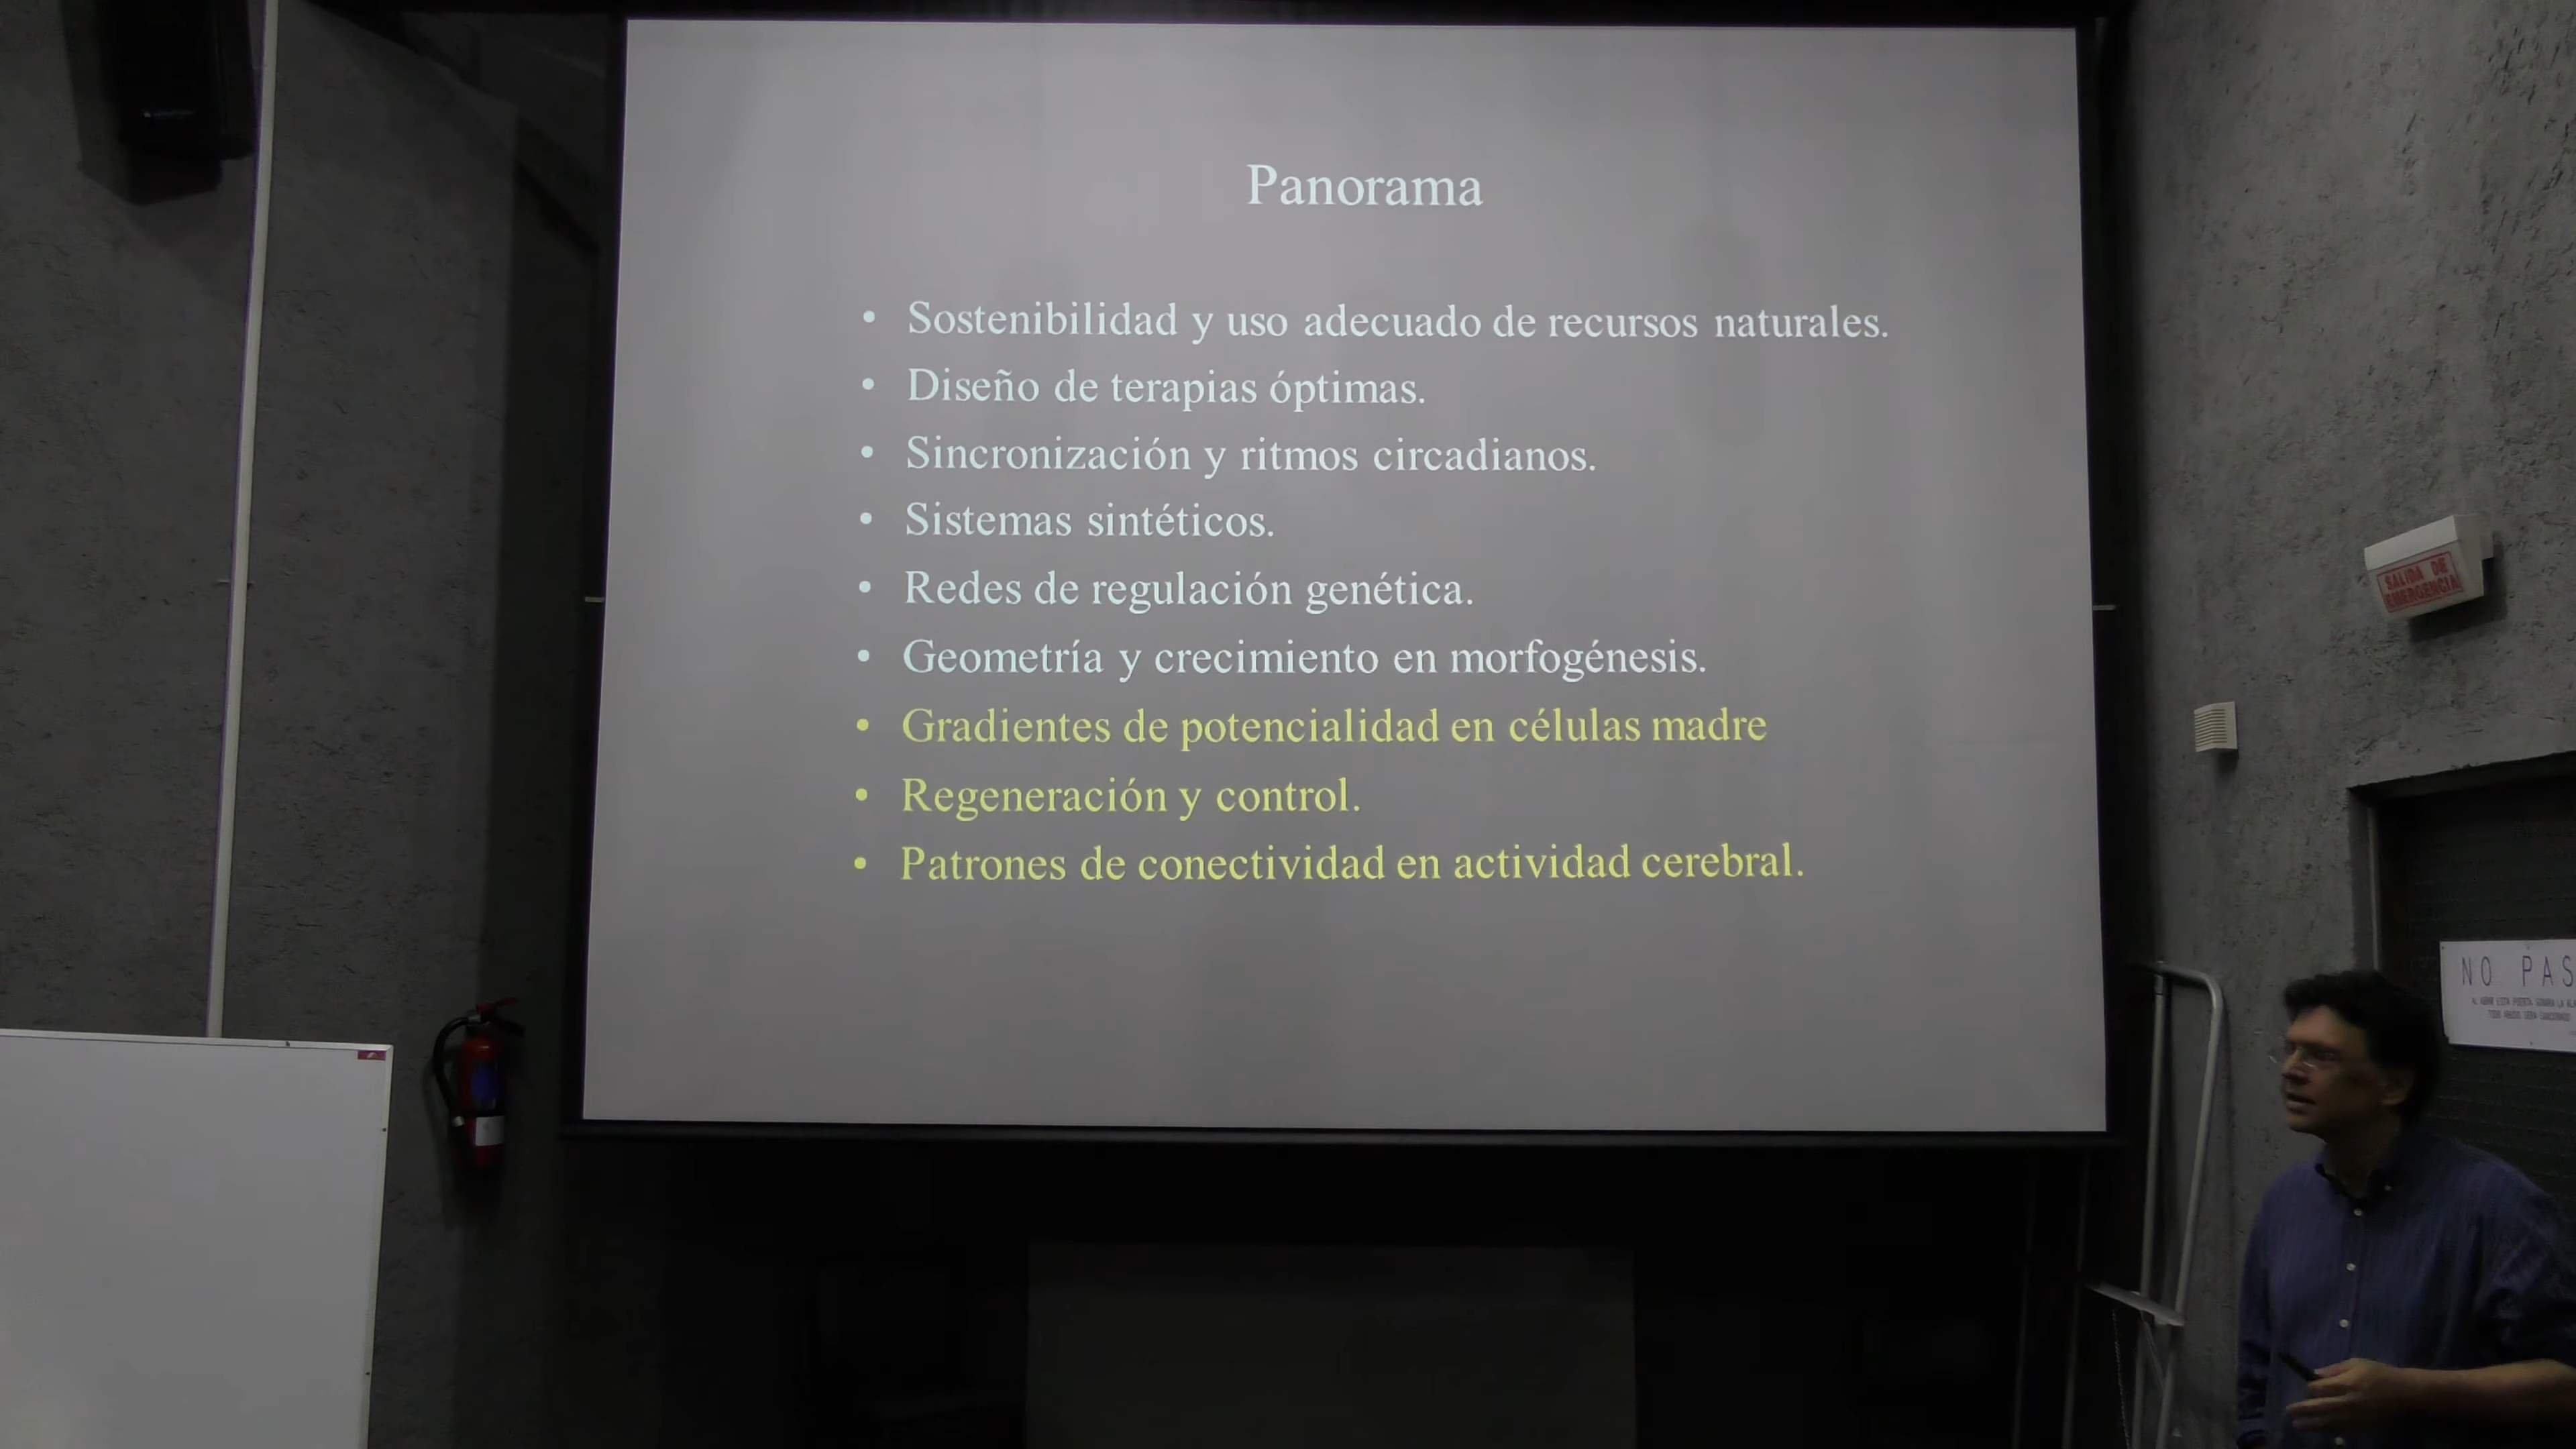 Panorama
• Sostenibilidad y uso adecuado de recursos naturales.
• Diseño de terapias óptimas.
• Sincronización y ritmos circadianos.
• Sistemas sintéticos.
• Redes de regulación genética.
• Geometría y crecimiento en morfogénesis.
• Gradientes de potencialidad en células madre
• Regeneración y control.
• Patrones de conectividad en actividad cerebral.
SALIDA DE
EMERGENCIA
NO PAS